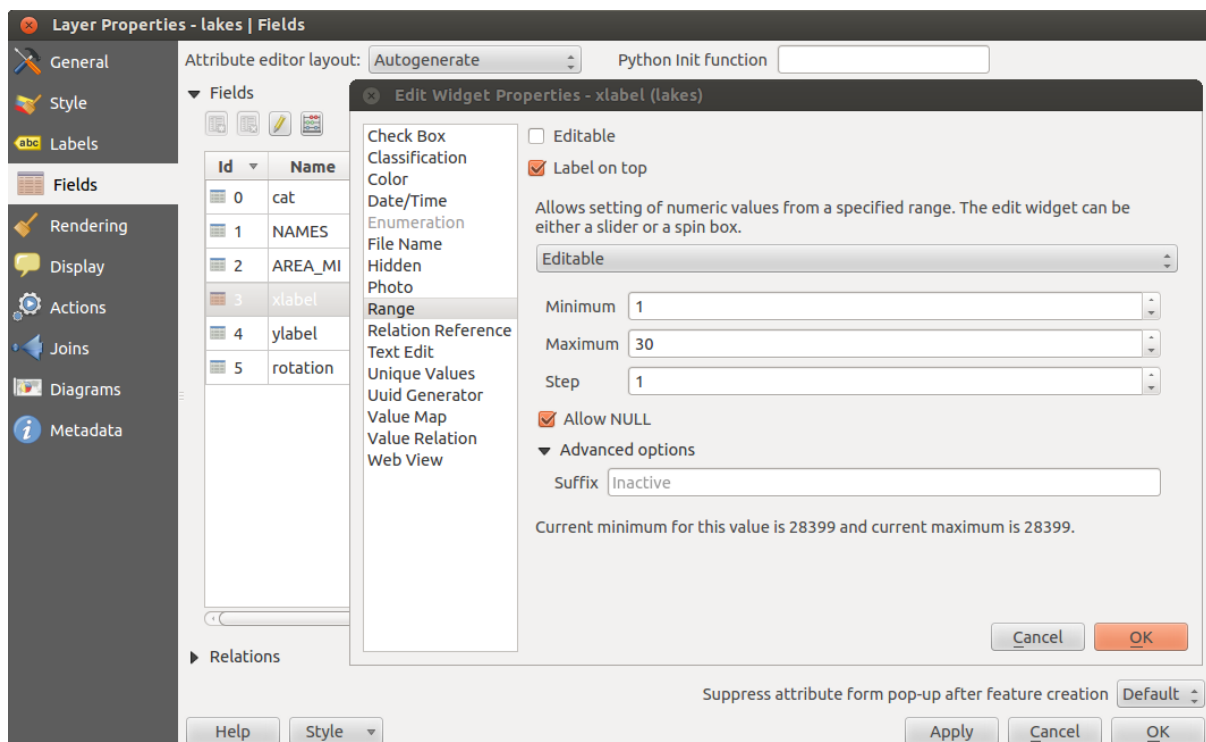 Layer Properties - lakes | Fields
General
Style
abc Labels
Fields
Rendering
Display
Actions
Joins
Diagrams
i Metadata
Attribute editor layout: Autogenerate Python Init function
Fields
Id Name
0 cat
1 NAMES
2 AREA_MI
3 xlabel
4 ylabel
5 rotation
Relations
Edit Widget Properties - xlabel (lakes)
Check Box
Classification
Color
Date/Time
Enumeration
File Name
Hidden
Photo
Range
Relation Reference
Text Edit
Unique Values
Uuid Generator
Value Map
Value Relation
Web View
Editable
Label on top
Allows setting of numeric values from a specified range. The edit widget can be
either a slider or a spin box.
Editable
Minimum 1
Maximum 30
Step 1
Allow NULL
Advanced options
Suffix Inactive
Current minimum for this value is 28399 and current maximum is 28399.
Cancel OK
Suppress attribute form pop-up after feature creation Default
Help Style Apply Cancel OK